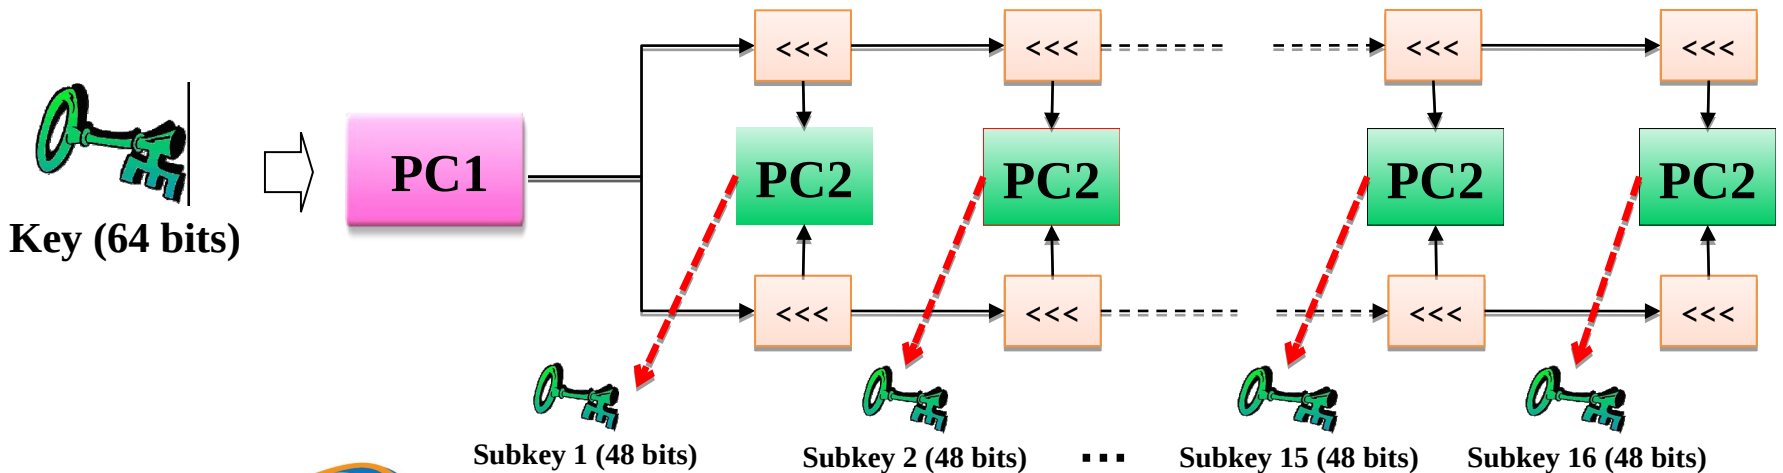 <<< <<< <<< <<<
PC1 PC2 PC2 PC2 PC2
Key (64 bits)
<<< <<< <<< <<<
Subkey 1 (48 bits) Subkey 2 (48 bits) ... Subkey 15 (48 bits) Subkey 16 (48 bits)